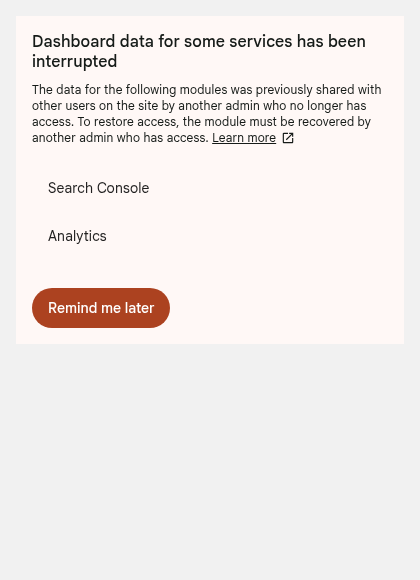 Dashboard data for some services has been
interrupted
The data for the following modules was previously shared with
other users on the site by another admin who no longer has
access. To restore access, the module must be recovered by
another admin who has access. Learn more
Search Console
Analytics
Remind me later